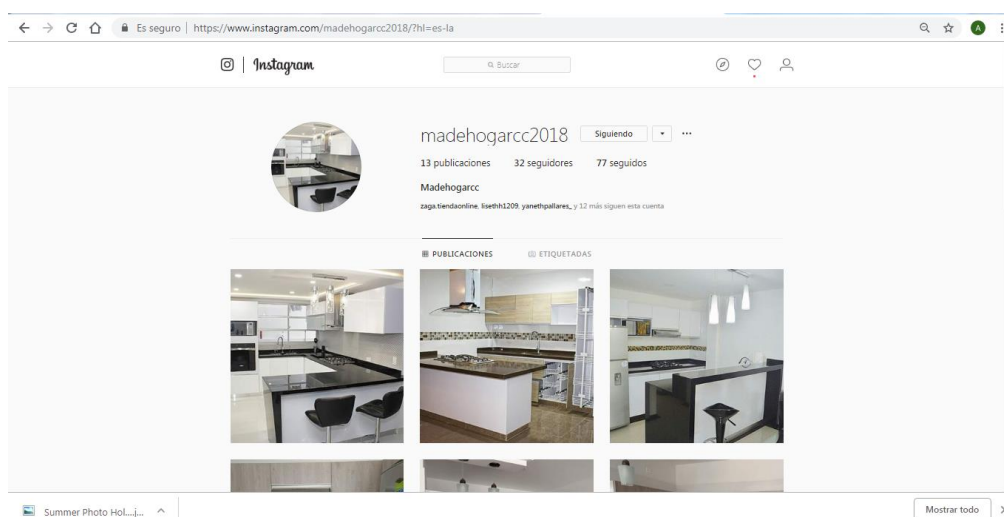 Es seguro | https://www.instagram.com/madehogarcc2018/?hl=es-la
A
Instagram
Buscar
madehogarcc2018 Siguiendo
13 publicaciones 32 seguidores 77 seguidos
Madehogarcc
zaga.tiendaonline, lisethh1209, yanethpallares_ y 12 más siguen esta cuenta
PUBLICACIONES ETIQUETADAS
Summer Photo Hol....j... Mostrar todo